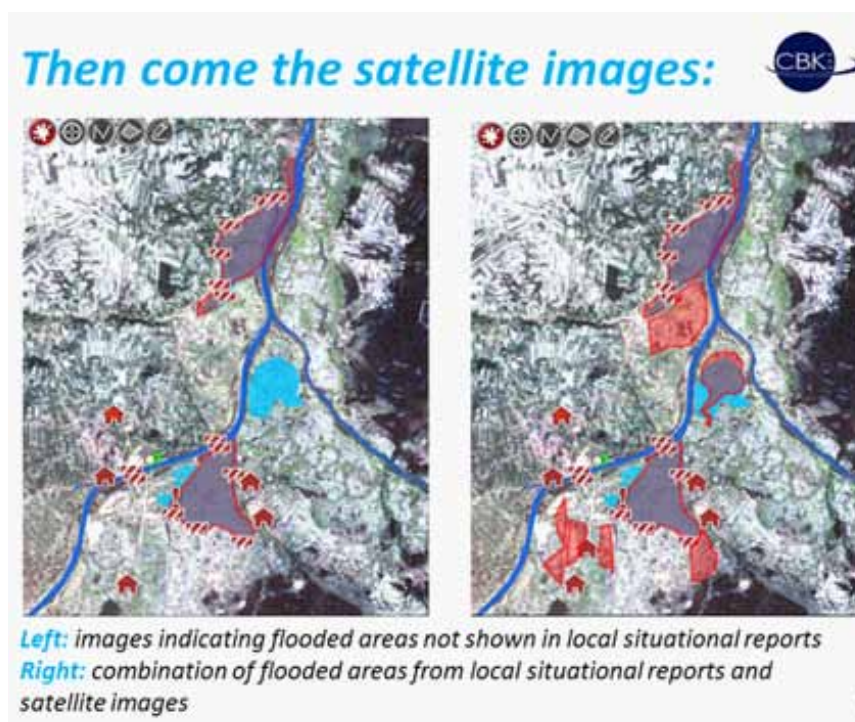 Then come the satellite images:
CBK
Left: images indicating flooded areas not shown in local situational reports
Right: combination of flooded areas from local situational reports and
satellite images